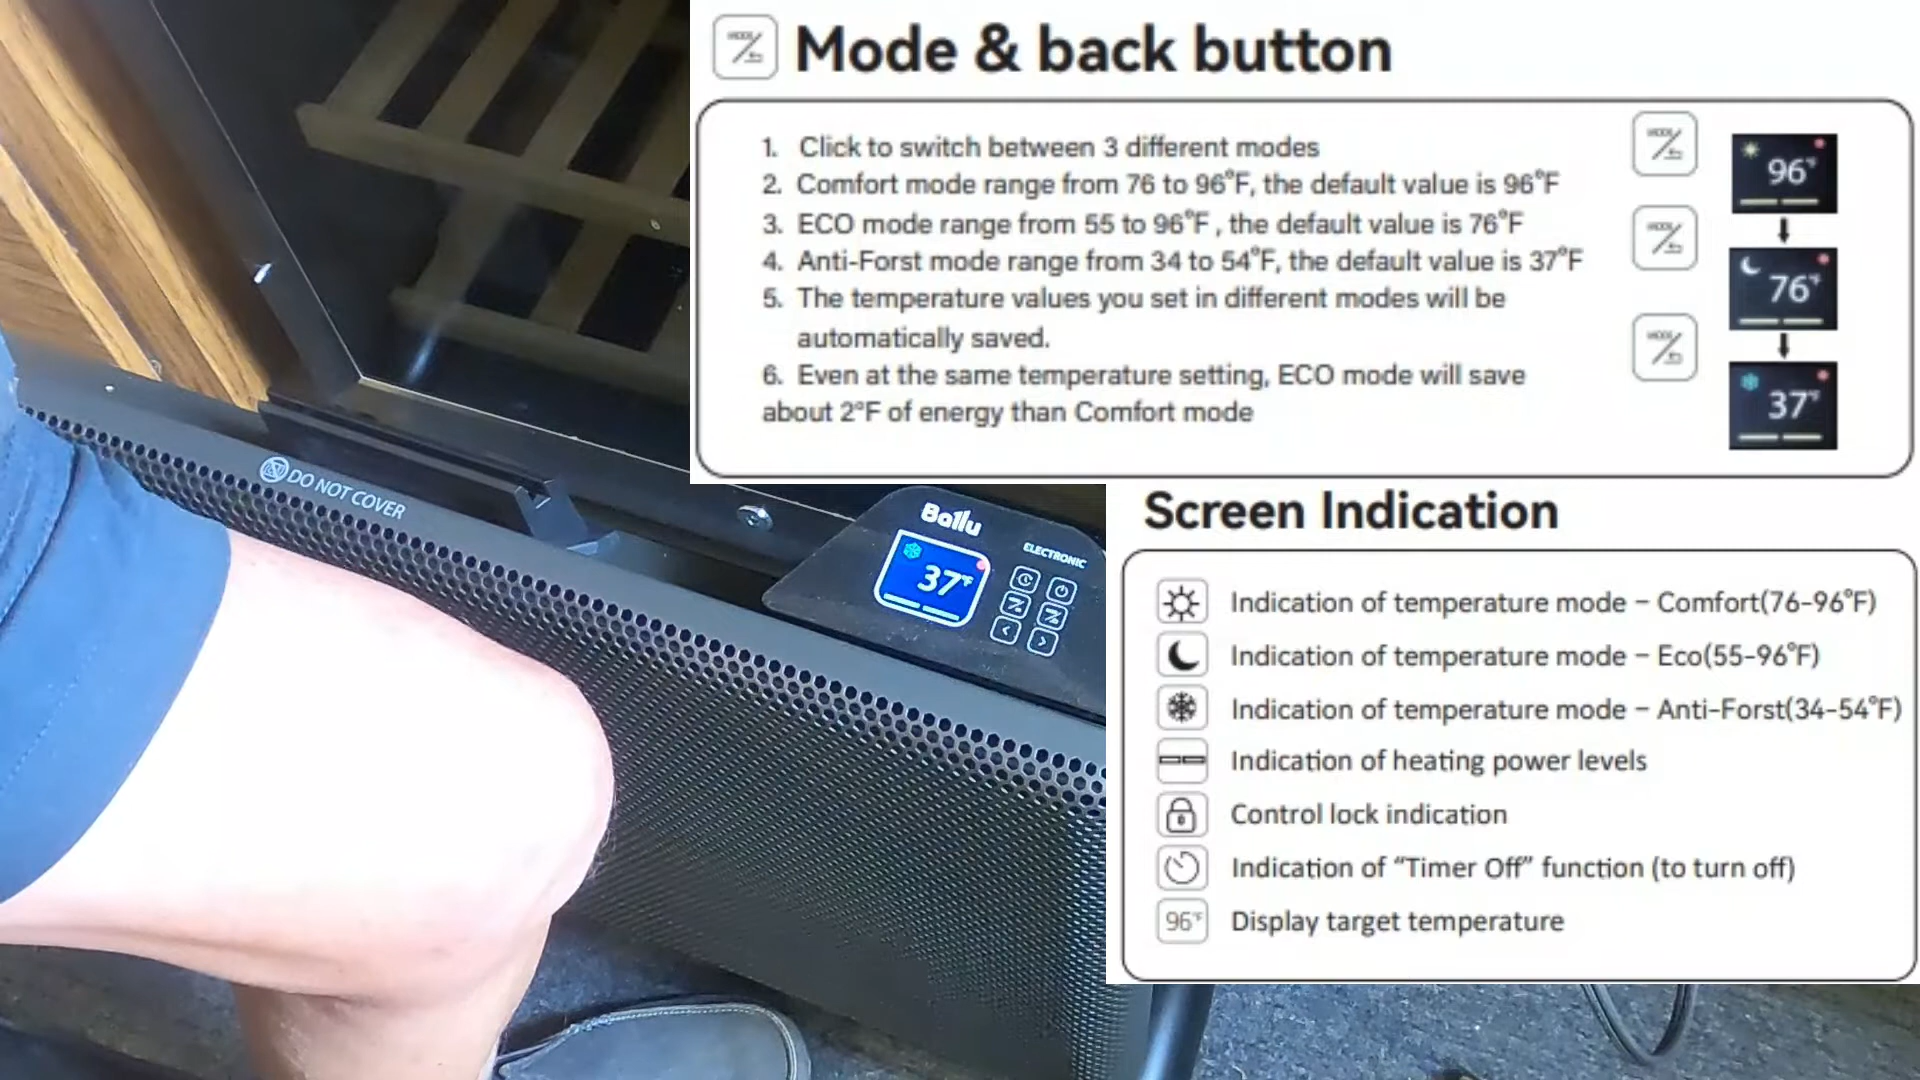 Mode & back button
1. Click to switch between 3 different modes
2. Comfort mode range from 76 to 96°F, the default value is 96°F
3. ECO mode range from 55 to 96°F, the default value is 76°F
4. Anti-Forst mode range from 34 to 54°F, the default value is 37°F
5. The temperature values you set in different modes will be
automatically saved.
6. Even at the same temperature setting, ECO mode will save
about 2°F of energy than Comfort mode
MODE
MODE
MODE
MODE
96°F
76°F
37°F
DO NOT COVER
Ballu
ELECTRONIC
37°F
Screen Indication
Indication of temperature mode – Comfort(76-96°F)
Indication of temperature mode – Eco(55-96°F)
Indication of temperature mode – Anti-Forst(34-54°F)
Indication of heating power levels
Control lock indication
Indication of “Timer Off” function (to turn off)
96°F Display target temperature